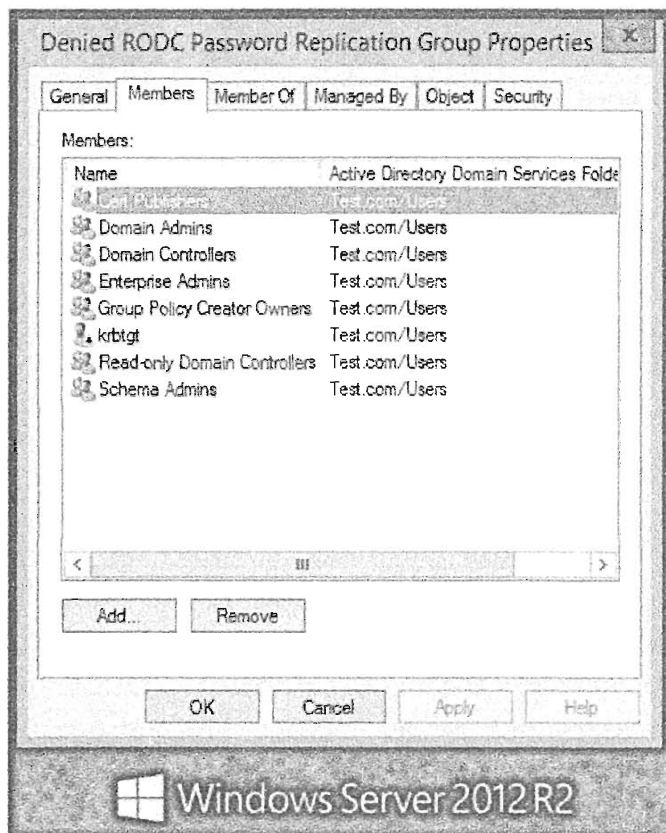 Denied RODC Password Replication Group Properties x
General Members Member Of Managed By Object Security
Members:
Name Active Directory Domain Services Folde
Cert Publishers Test.com/Users
Domain Admins Test.com/Users
Domain Controllers Test.com/Users
Enterprise Admins Test.com/Users
Group Policy Creator Owners Test.com/Users
krbtgt Test.com/Users
Read-only Domain Controllers Test.com/Users
Schema Admins Test.com/Users
Add... Remove
OK Cancel Apply Help
Windows Server 2012 R2